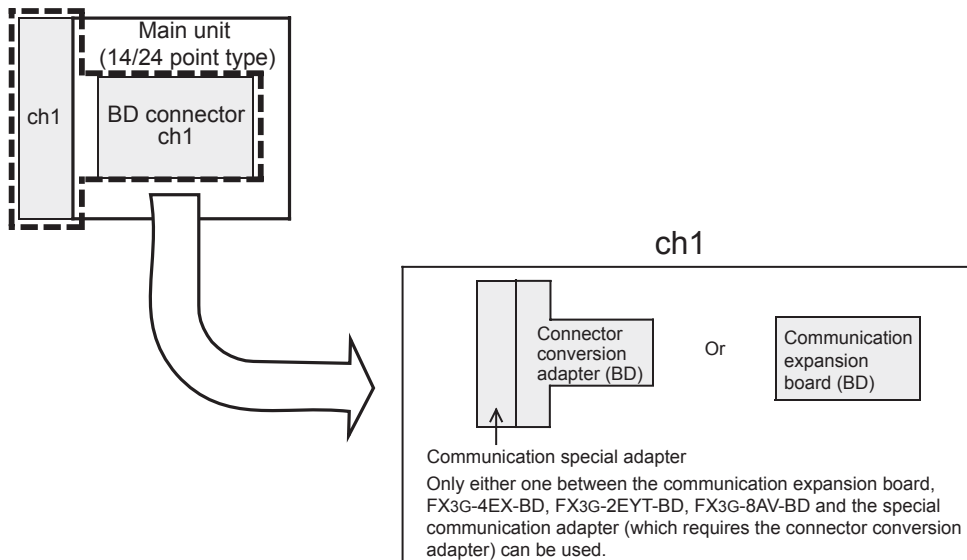 Main unit
(14/24 point type)
ch1
BD connector
ch1
ch1
Connector
conversion
adapter (BD)
Or
Communication
expansion
board (BD)
Communication special adapter
Only either one between the communication expansion board,
FX3G-4EX-BD, FX3G-2EYT-BD, FX3G-8AV-BD and the special
communication adapter (which requires the connector conversion
adapter) can be used.